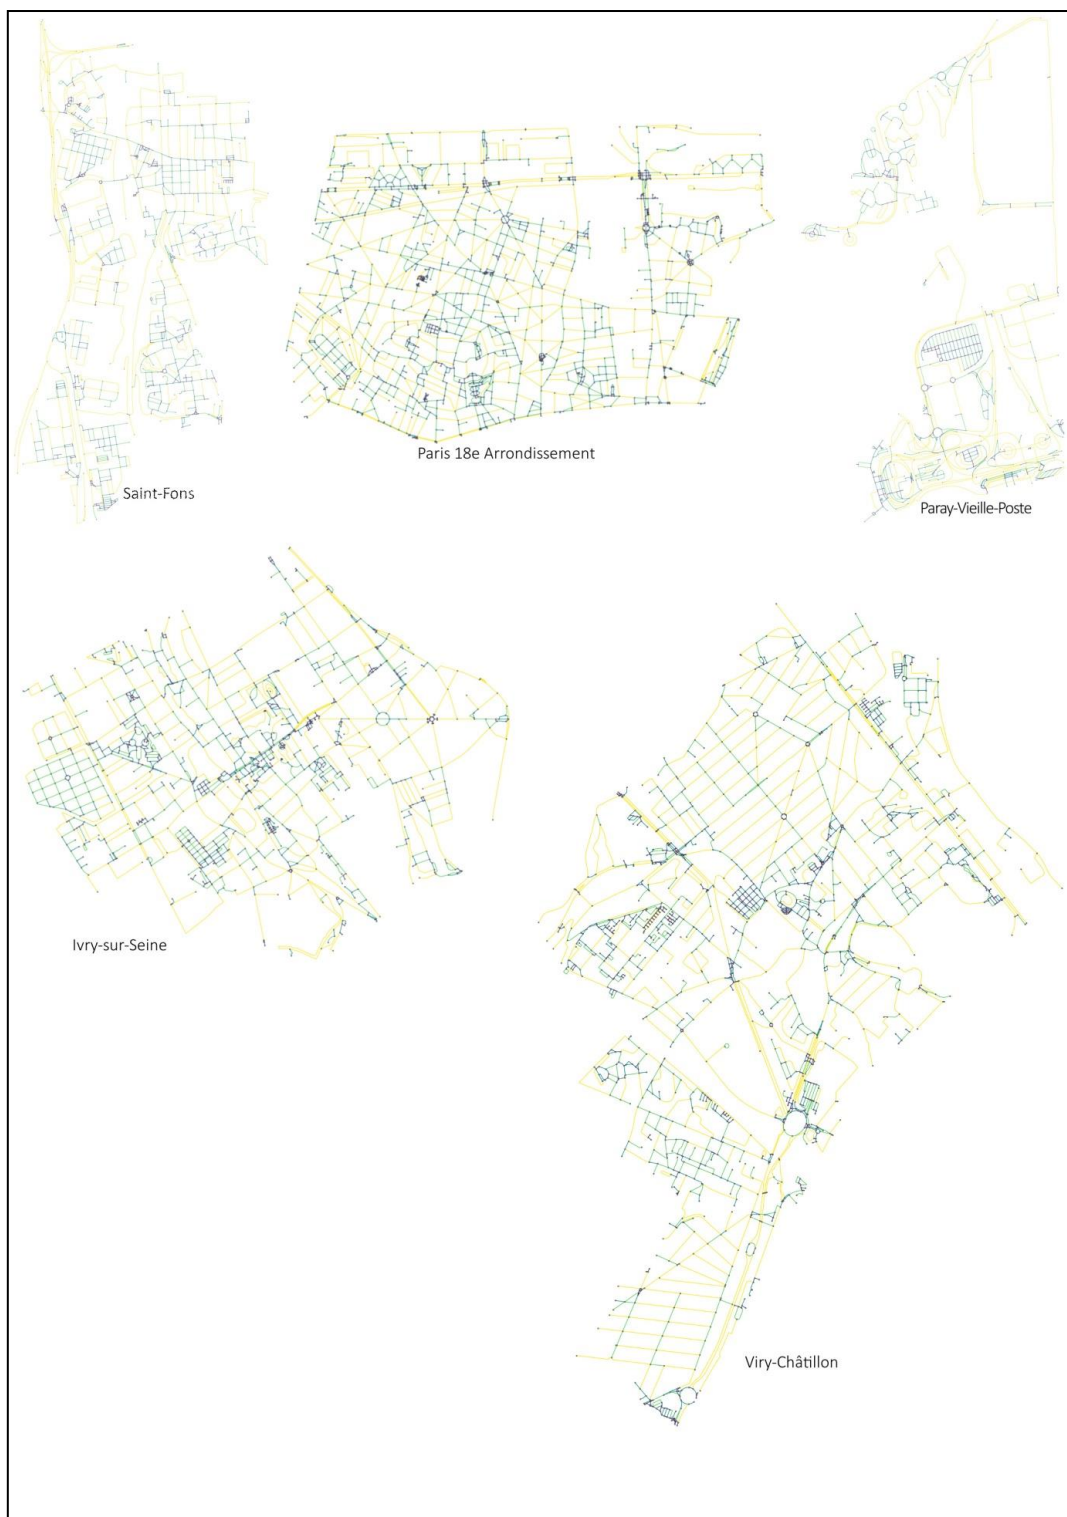 Paris 18e Arrondissement
Saint-Fons
Paray-Vieille-Poste
Ivry-sur-Seine
Viry-Châtillon